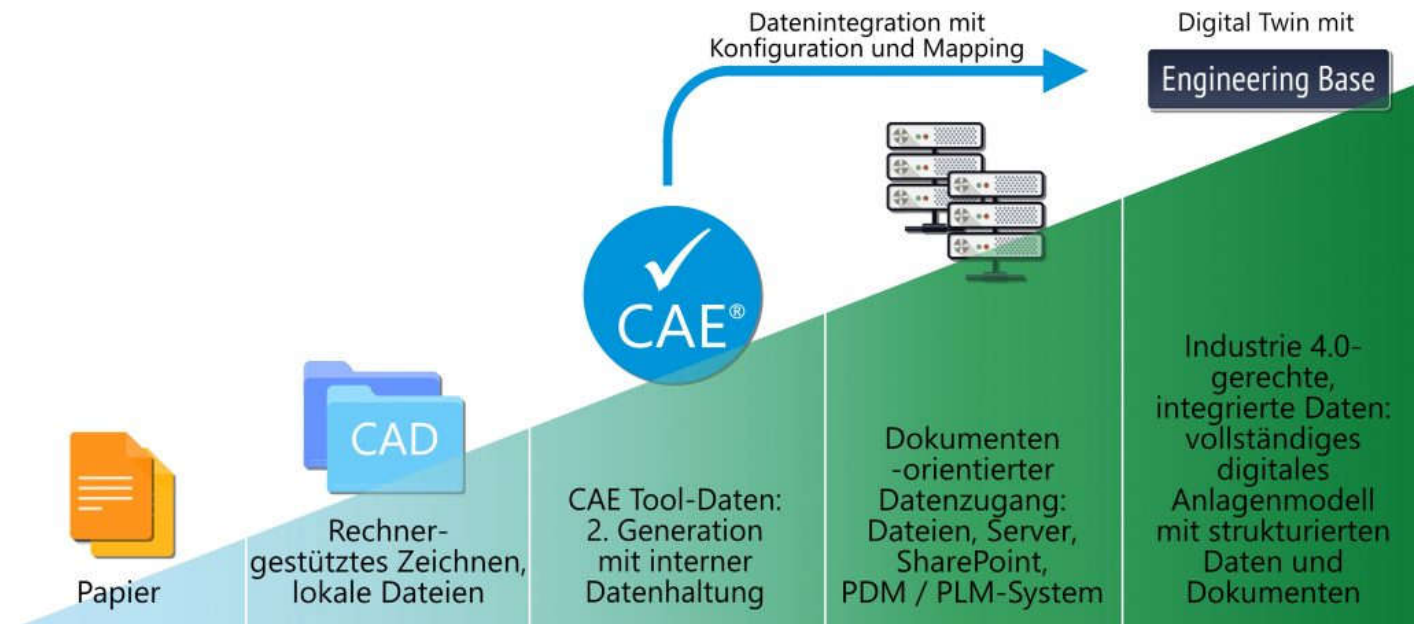 Datenintegration mit
Konfiguration und Mapping
Digital Twin mit
Engineering Base
CAE®
CAD
Papier
Rechner-
gestütztes Zeichnen,
lokale Dateien
CAE Tool-Daten:
2. Generation
mit interner
Datenhaltung
Dokumenten
-orientierter
Datenzugang:
Dateien, Server,
SharePoint,
PDM / PLM-System
Industrie 4.0-
gerechte,
integrierte Daten:
vollständiges
digitales
Anlagenmodell
mit strukturierten
Daten und
Dokumenten